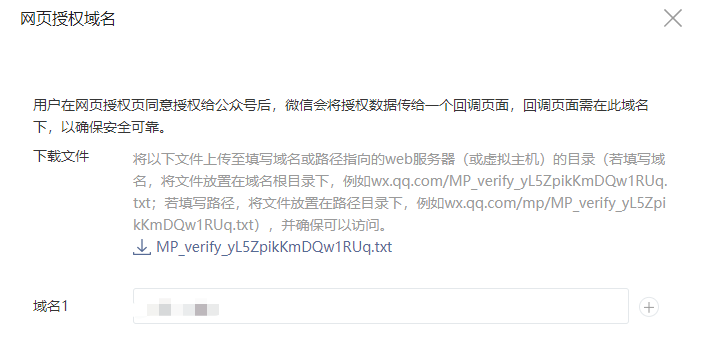 网页授权域名
用户在网页授权页同意授权给公众号后，微信会将授权数据传给一个回调页面，回调页面需在此域名
下，以确保安全可靠。
下载文件
将以下文件上传至填写域名或路径指向的web服务器（或虚拟主机）的目录（若填写域
名，将文件放置在域名根目录下，例如wx.qq.com/MP_verify_yL5ZpikKmDQw1RUq.
txt；若填写路径，将文件放置在路径目录下，例如wx.qq.com/mp/MP_verify_yL5Zpi
kKmDQw1RUq.txt），并确保可以访问。
MP_verify_yL5ZpikKmDQw1RUq.txt
域名1